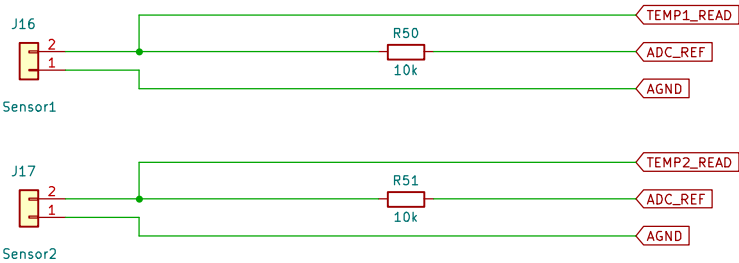 TEMP1_READ
J16
R50
2
ADC_REF
1
10k
AGND
Sensor1
TEMP2_READ
J17
R51
2
ADC_REF
1
10k
AGND
Sensor2